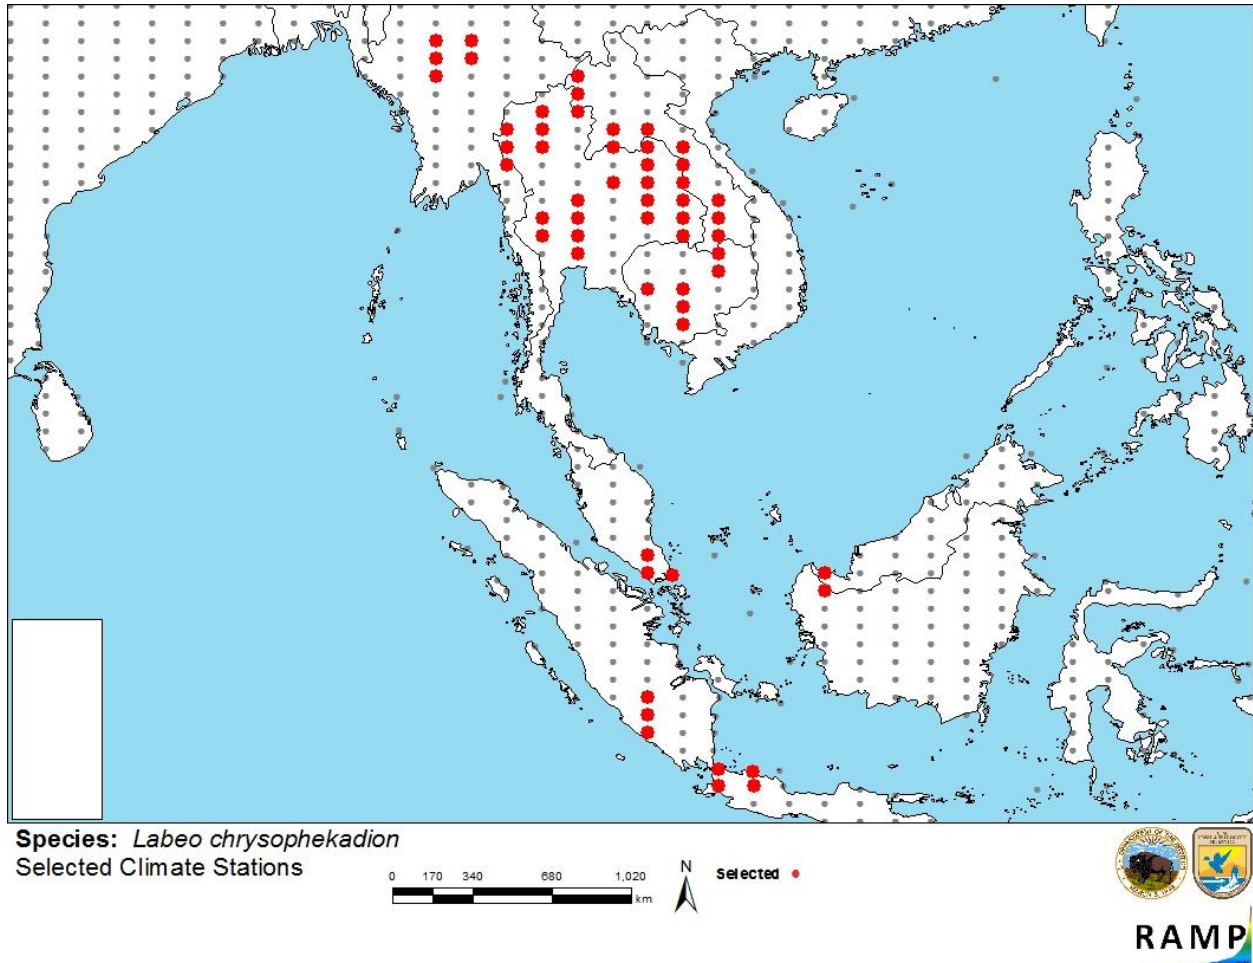 Species: Labeo chrysophekadion
Selected Climate Stations
0 170 340 680 1,020
km
N
Selected
RAMP